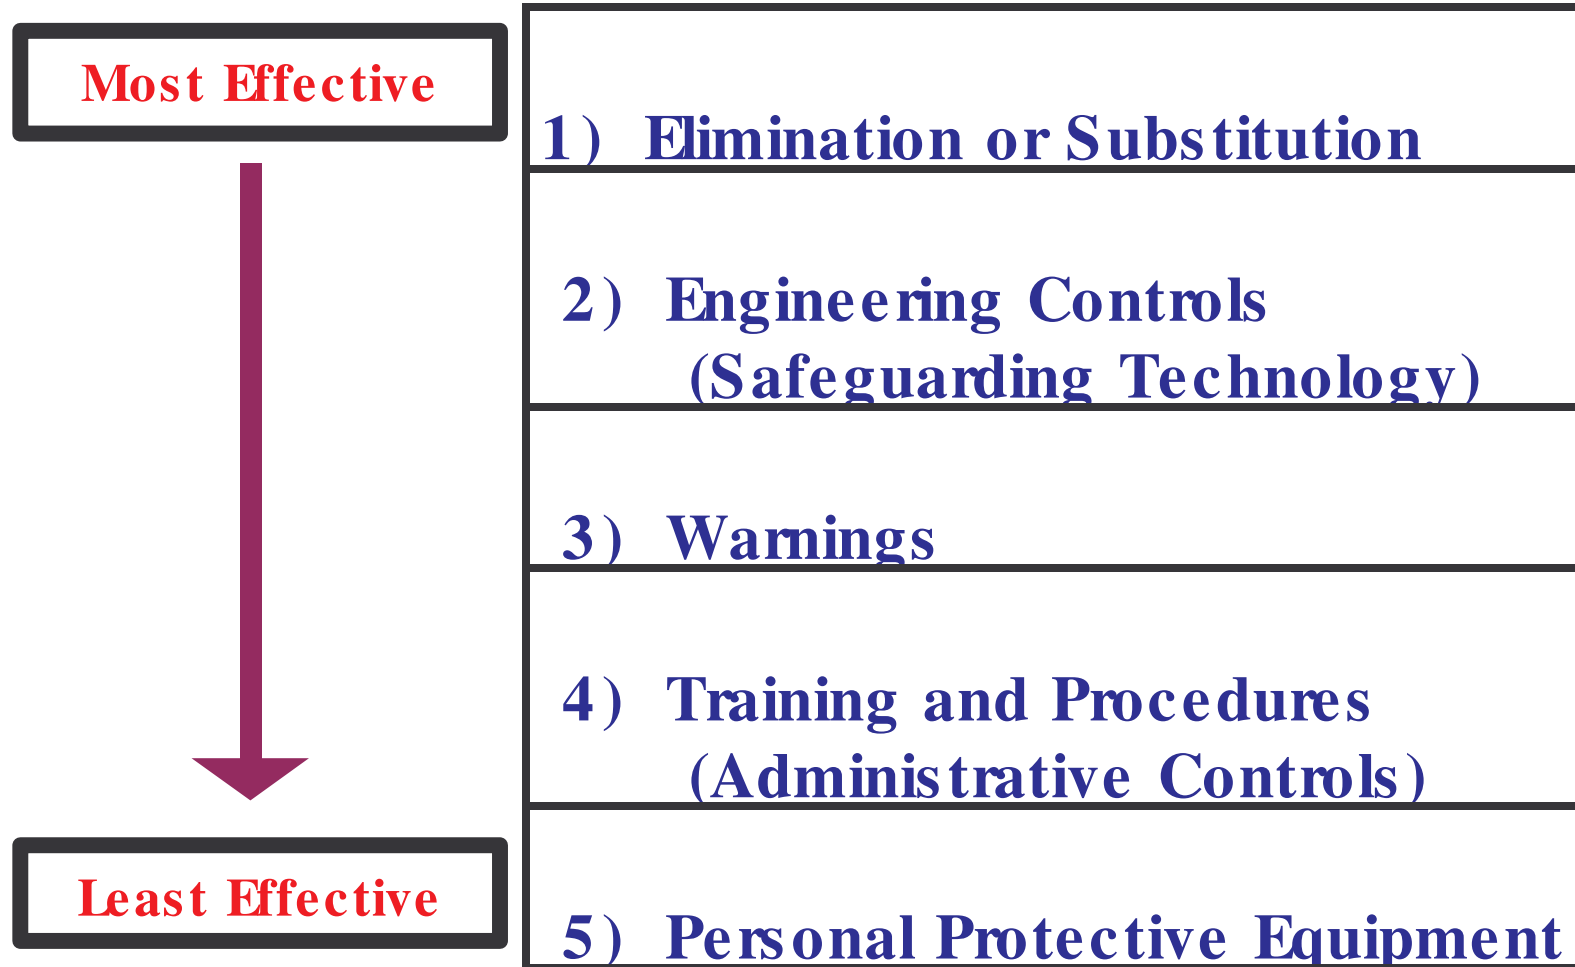 Most Effective
1) Elimination or Substitution
2) Engineering Controls
(Safeguarding Technology)
3) Warnings
4) Training and Procedures
(Administrative Controls)
Least Effective
5) Personal Protective Equipment